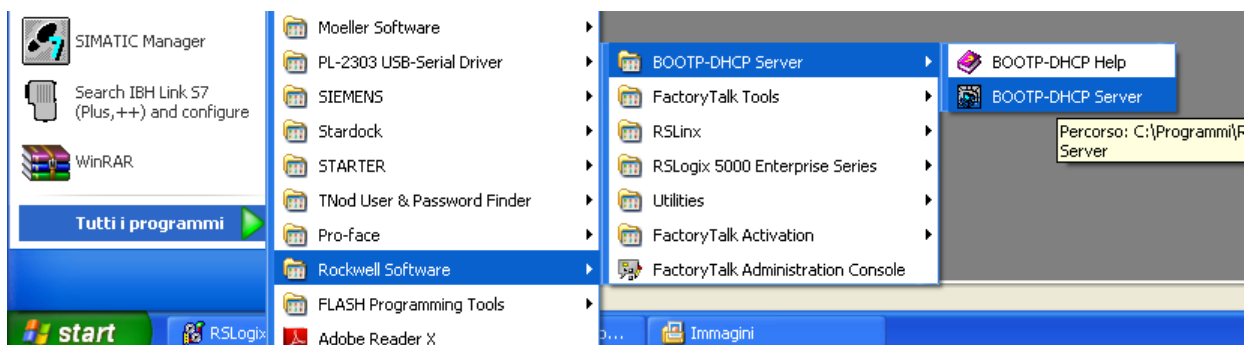 SIMATIC Manager
Search IBH Link S7
(Plus,++) and configure
WinRAR
Tutti i programmi
start
RSLogix
Moeller Software
PL-2303 USB-Serial Driver
SIEMENS
Stardock
STARTER
TNod User & Password Finder
Pro-face
Rockwell Software
FLASH Programming Tools
Adobe Reader X
BOOTP-DHCP Server
FactoryTalk Tools
RSLinx
RSLogix 5000 Enterprise Series
Utilities
FactoryTalk Activation
FactoryTalk Administration Console
BOOTP-DHCP Help
BOOTP-DHCP Server
Percorso: C:\Programmi\R
Server
Immagini